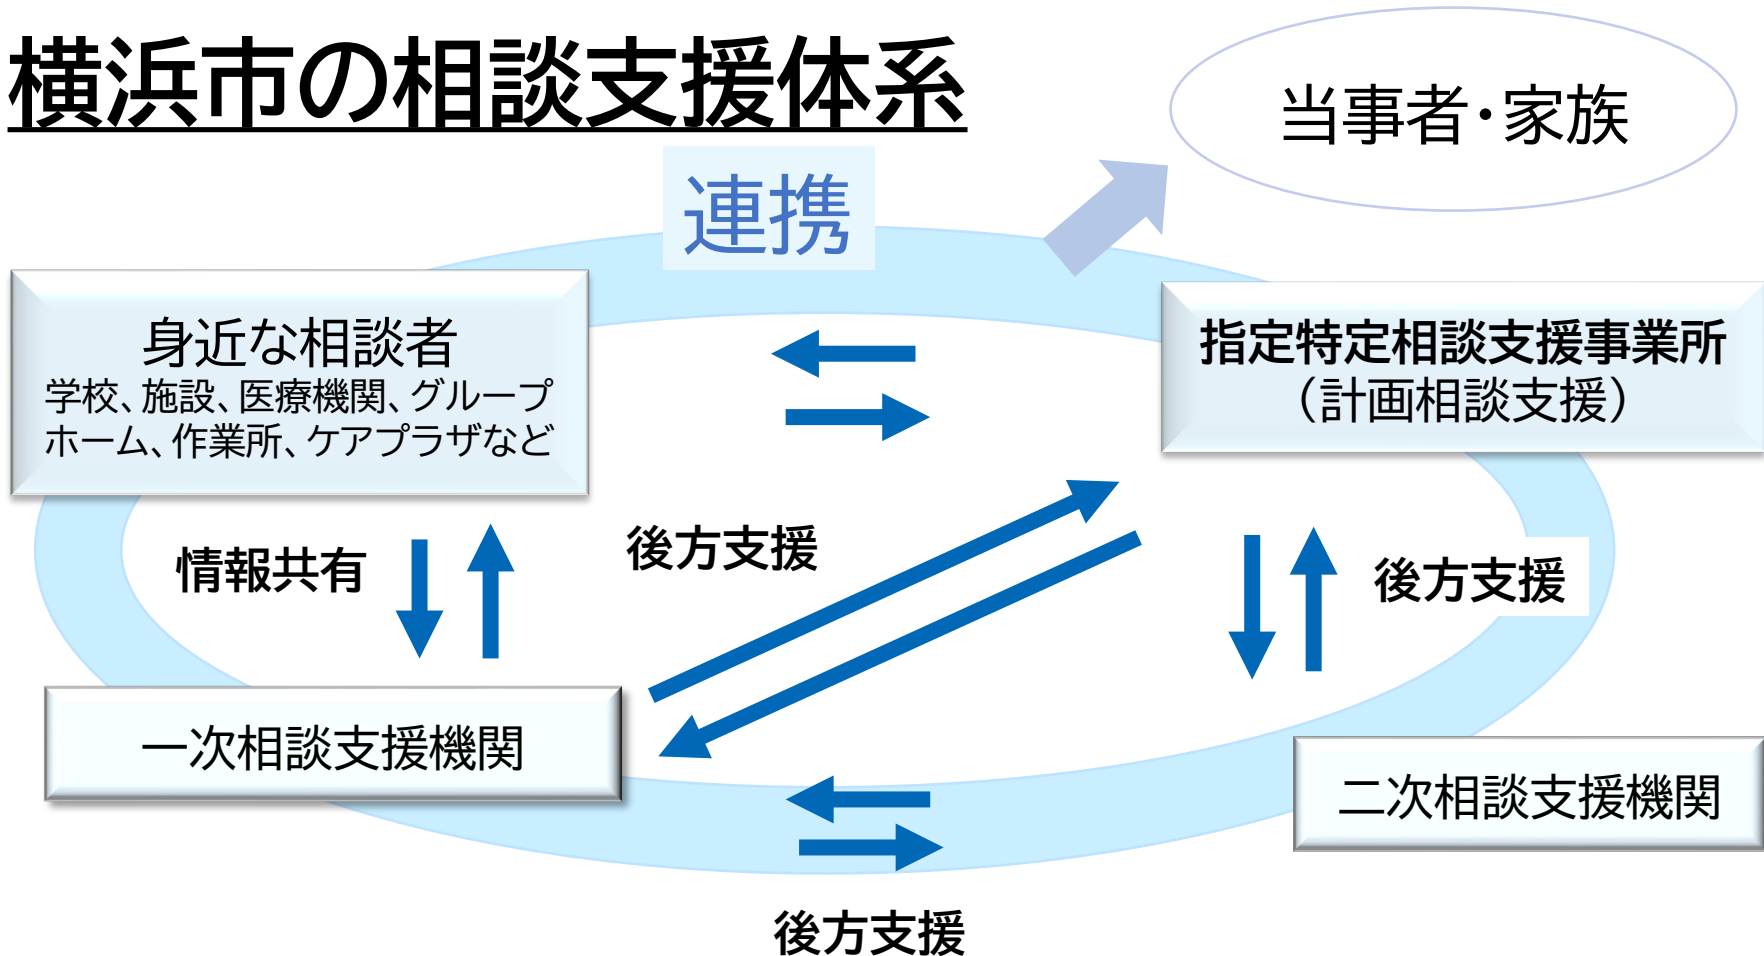 横浜市の相談支援体系
当事者・家族
連携
身近な相談者
学校、施設、医療機関、グループ
ホーム、作業所、ケアプラザなど
指定特定相談支援事業所
（計画相談支援）
情報共有
後方支援
後方支援
一次相談支援機関
二次相談支援機関
後方支援